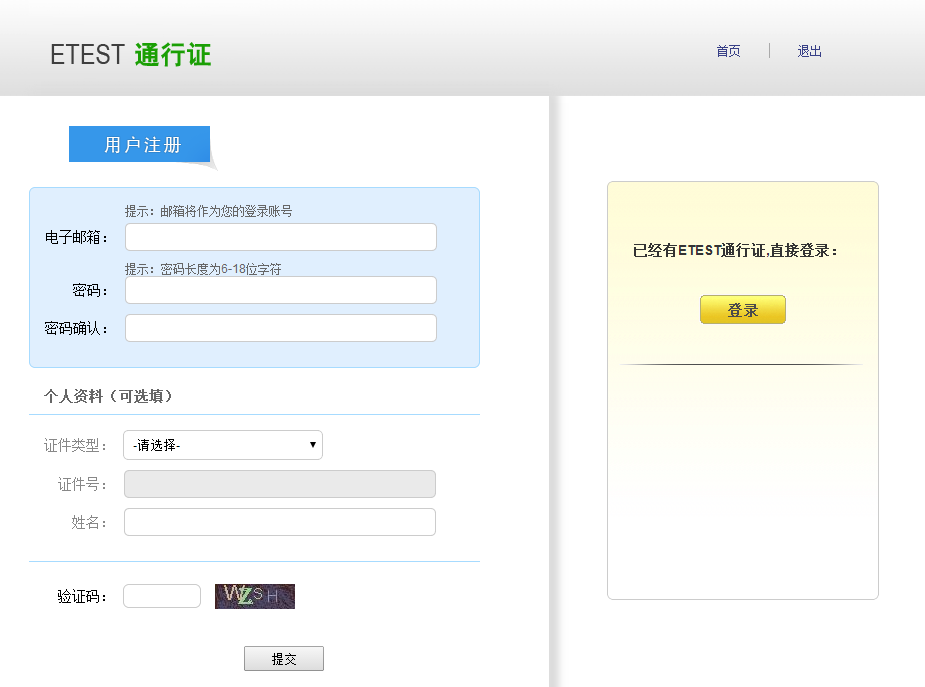 ETEST 通行证
首页
退出
用户注册
提示：邮箱将作为您的登录账号
电子邮箱：
提示：密码长度为6-18位字符
密码：
密码确认：
个人资料（可选填）
证件类型：
-请选择-
证件号：
姓名：
验证码：
WZSH
提交
已经有ETEST通行证,直接登录：
登录